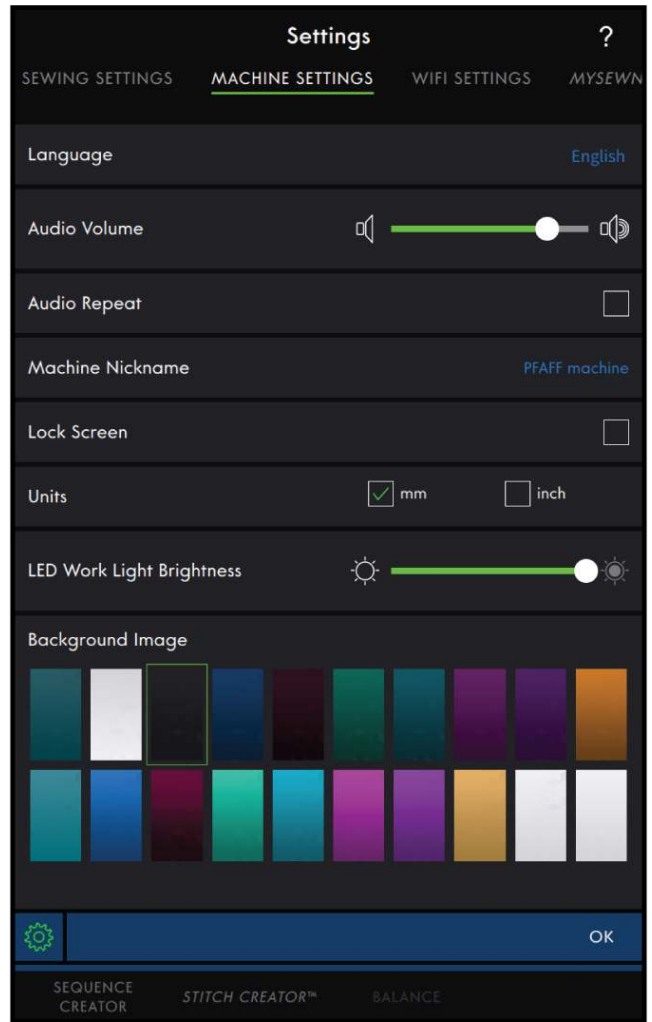 Settings ?
SEWING SETTINGS MACHINE SETTINGS WIFI SETTINGS MYSEWN
Language English
Audio Volume
Audio Repeat
Machine Nickname PFAFF machine
Lock Screen
Units mm inch
LED Work Light Brightness
Background Image
OK
SEQUENCE
CREATOR
STITCH CREATOR™
BALANCE